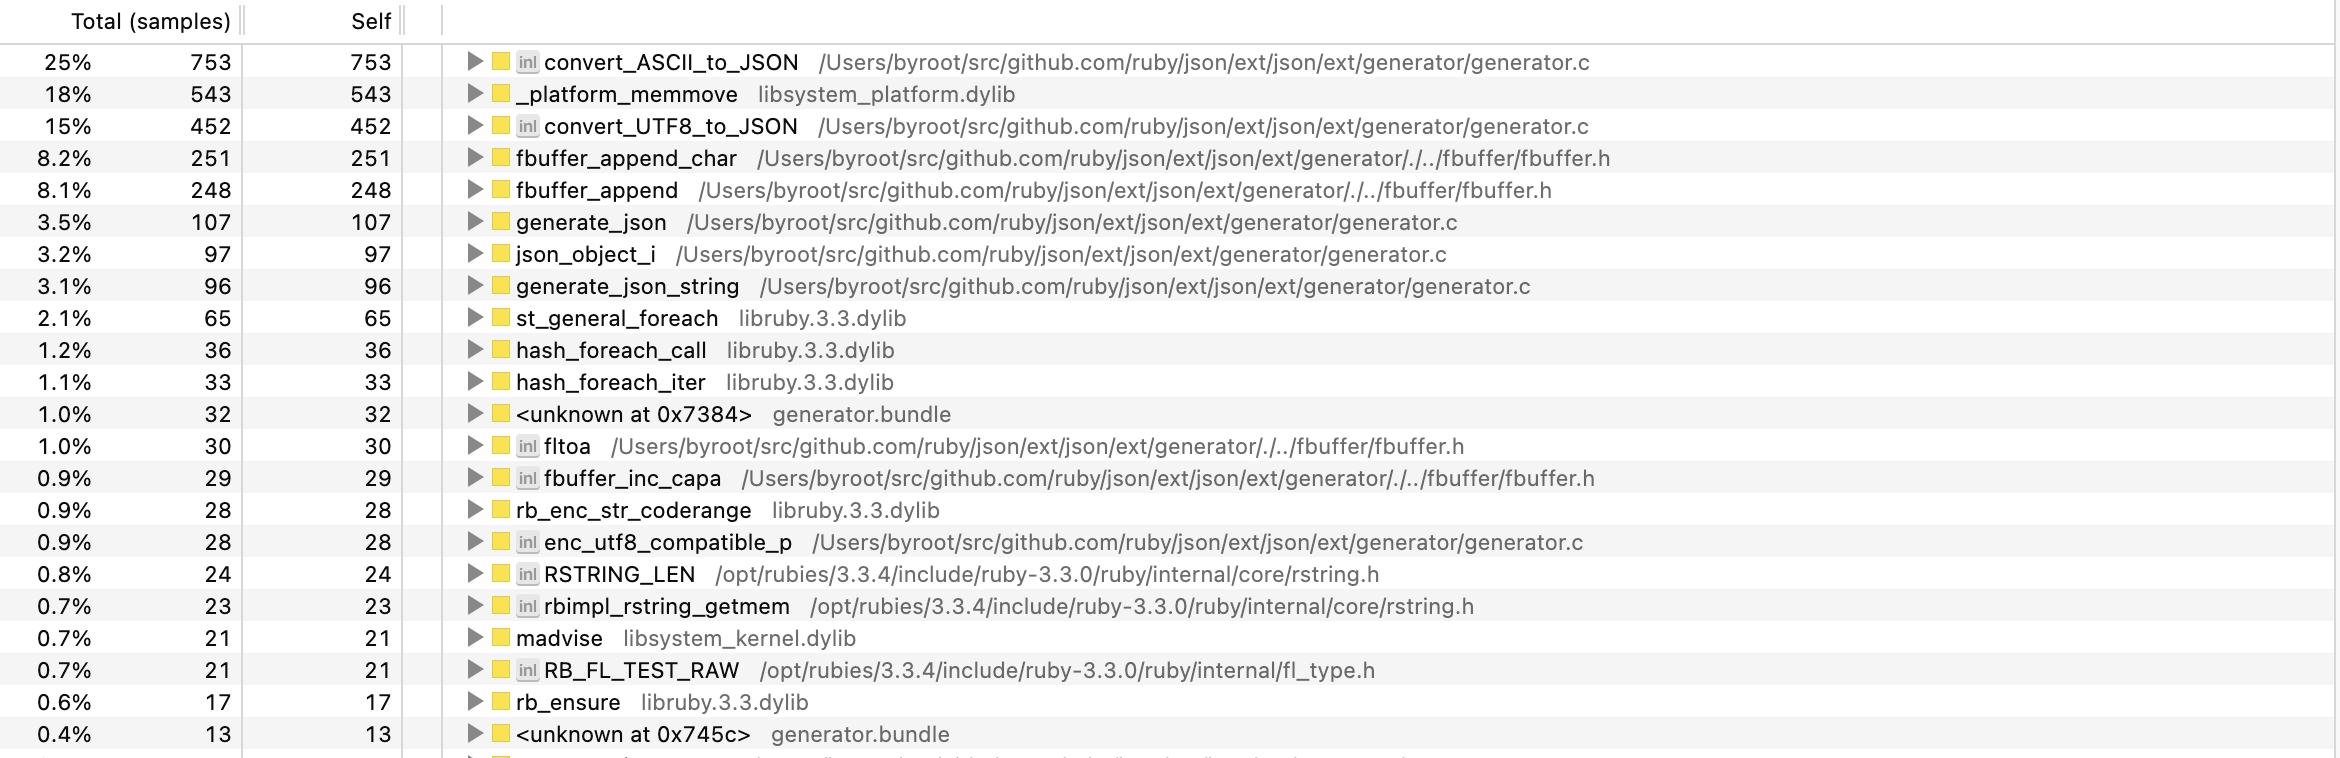 Total (samples) Self
25% 753 753 inl convert_ASCII_to_JSON /Users/byroot/src/github.com/ruby/json/ext/json/ext/generator/generator.c
18% 543 543 _platform_memmove libsystem_platform.dylib
15% 452 452 inl convert_UTF8_to_JSON /Users/byroot/src/github.com/ruby/json/ext/json/ext/generator/generator.c
8.2% 251 251 fbuffer_append_char /Users/byroot/src/github.com/ruby/json/ext/json/ext/generator/./../fbuffer/fbuffer.h
8.1% 248 248 fbuffer_append /Users/byroot/src/github.com/ruby/json/ext/json/ext/generator/./../fbuffer/fbuffer.h
3.5% 107 107 generate_json /Users/byroot/src/github.com/ruby/json/ext/json/ext/generator/generator.c
3.2% 97 97 json_object_i /Users/byroot/src/github.com/ruby/json/ext/json/ext/generator/generator.c
3.1% 96 96 generate_json_string /Users/byroot/src/github.com/ruby/json/ext/json/ext/generator/generator.c
2.1% 65 65 st_general_foreach libruby.3.3.dylib
1.2% 36 36 hash_foreach_call libruby.3.3.dylib
1.1% 33 33 hash_foreach_iter libruby.3.3.dylib
1.0% 32 32 <unknown at 0x7384> generator.bundle
1.0% 30 30 inl fltoa /Users/byroot/src/github.com/ruby/json/ext/json/ext/generator/./../fbuffer/fbuffer.h
0.9% 29 29 inl fbuffer_inc_capa /Users/byroot/src/github.com/ruby/json/ext/json/ext/generator/./../fbuffer/fbuffer.h
0.9% 28 28 rb_enc_str_coderange libruby.3.3.dylib
0.9% 28 28 inl enc_utf8_compatible_p /Users/byroot/src/github.com/ruby/json/ext/json/ext/generator/generator.c
0.8% 24 24 inl RSTRING_LEN /opt/rubies/3.3.4/include/ruby-3.3.0/ruby/internal/core/rstring.h
0.7% 23 23 inl rbimpl_rstring_getmem /opt/rubies/3.3.4/include/ruby-3.3.0/ruby/internal/core/rstring.h
0.7% 21 21 madvise libsystem_kernel.dylib
0.7% 21 21 inl RB_FL_TEST_RAW /opt/rubies/3.3.4/include/ruby-3.3.0/ruby/internal/fl_type.h
0.6% 17 17 rb_ensure libruby.3.3.dylib
0.4% 13 13 <unknown at 0x745c> generator.bundle